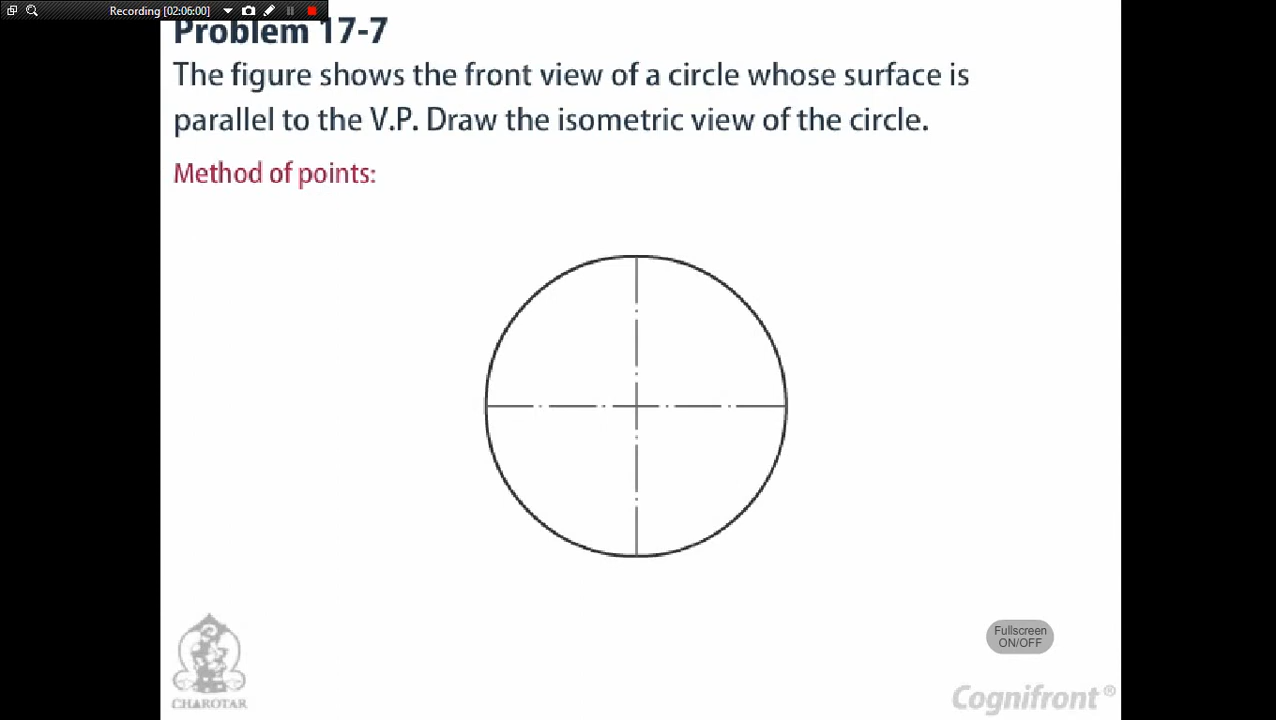 Recording [02:06:00]
Problem 17-7
The figure shows the front view of a circle whose surface is
parallel to the V.P. Draw the isometric view of the circle.
Method of points:
Fullscreen
ON/OFF
CHAROTAR
Cognifront®